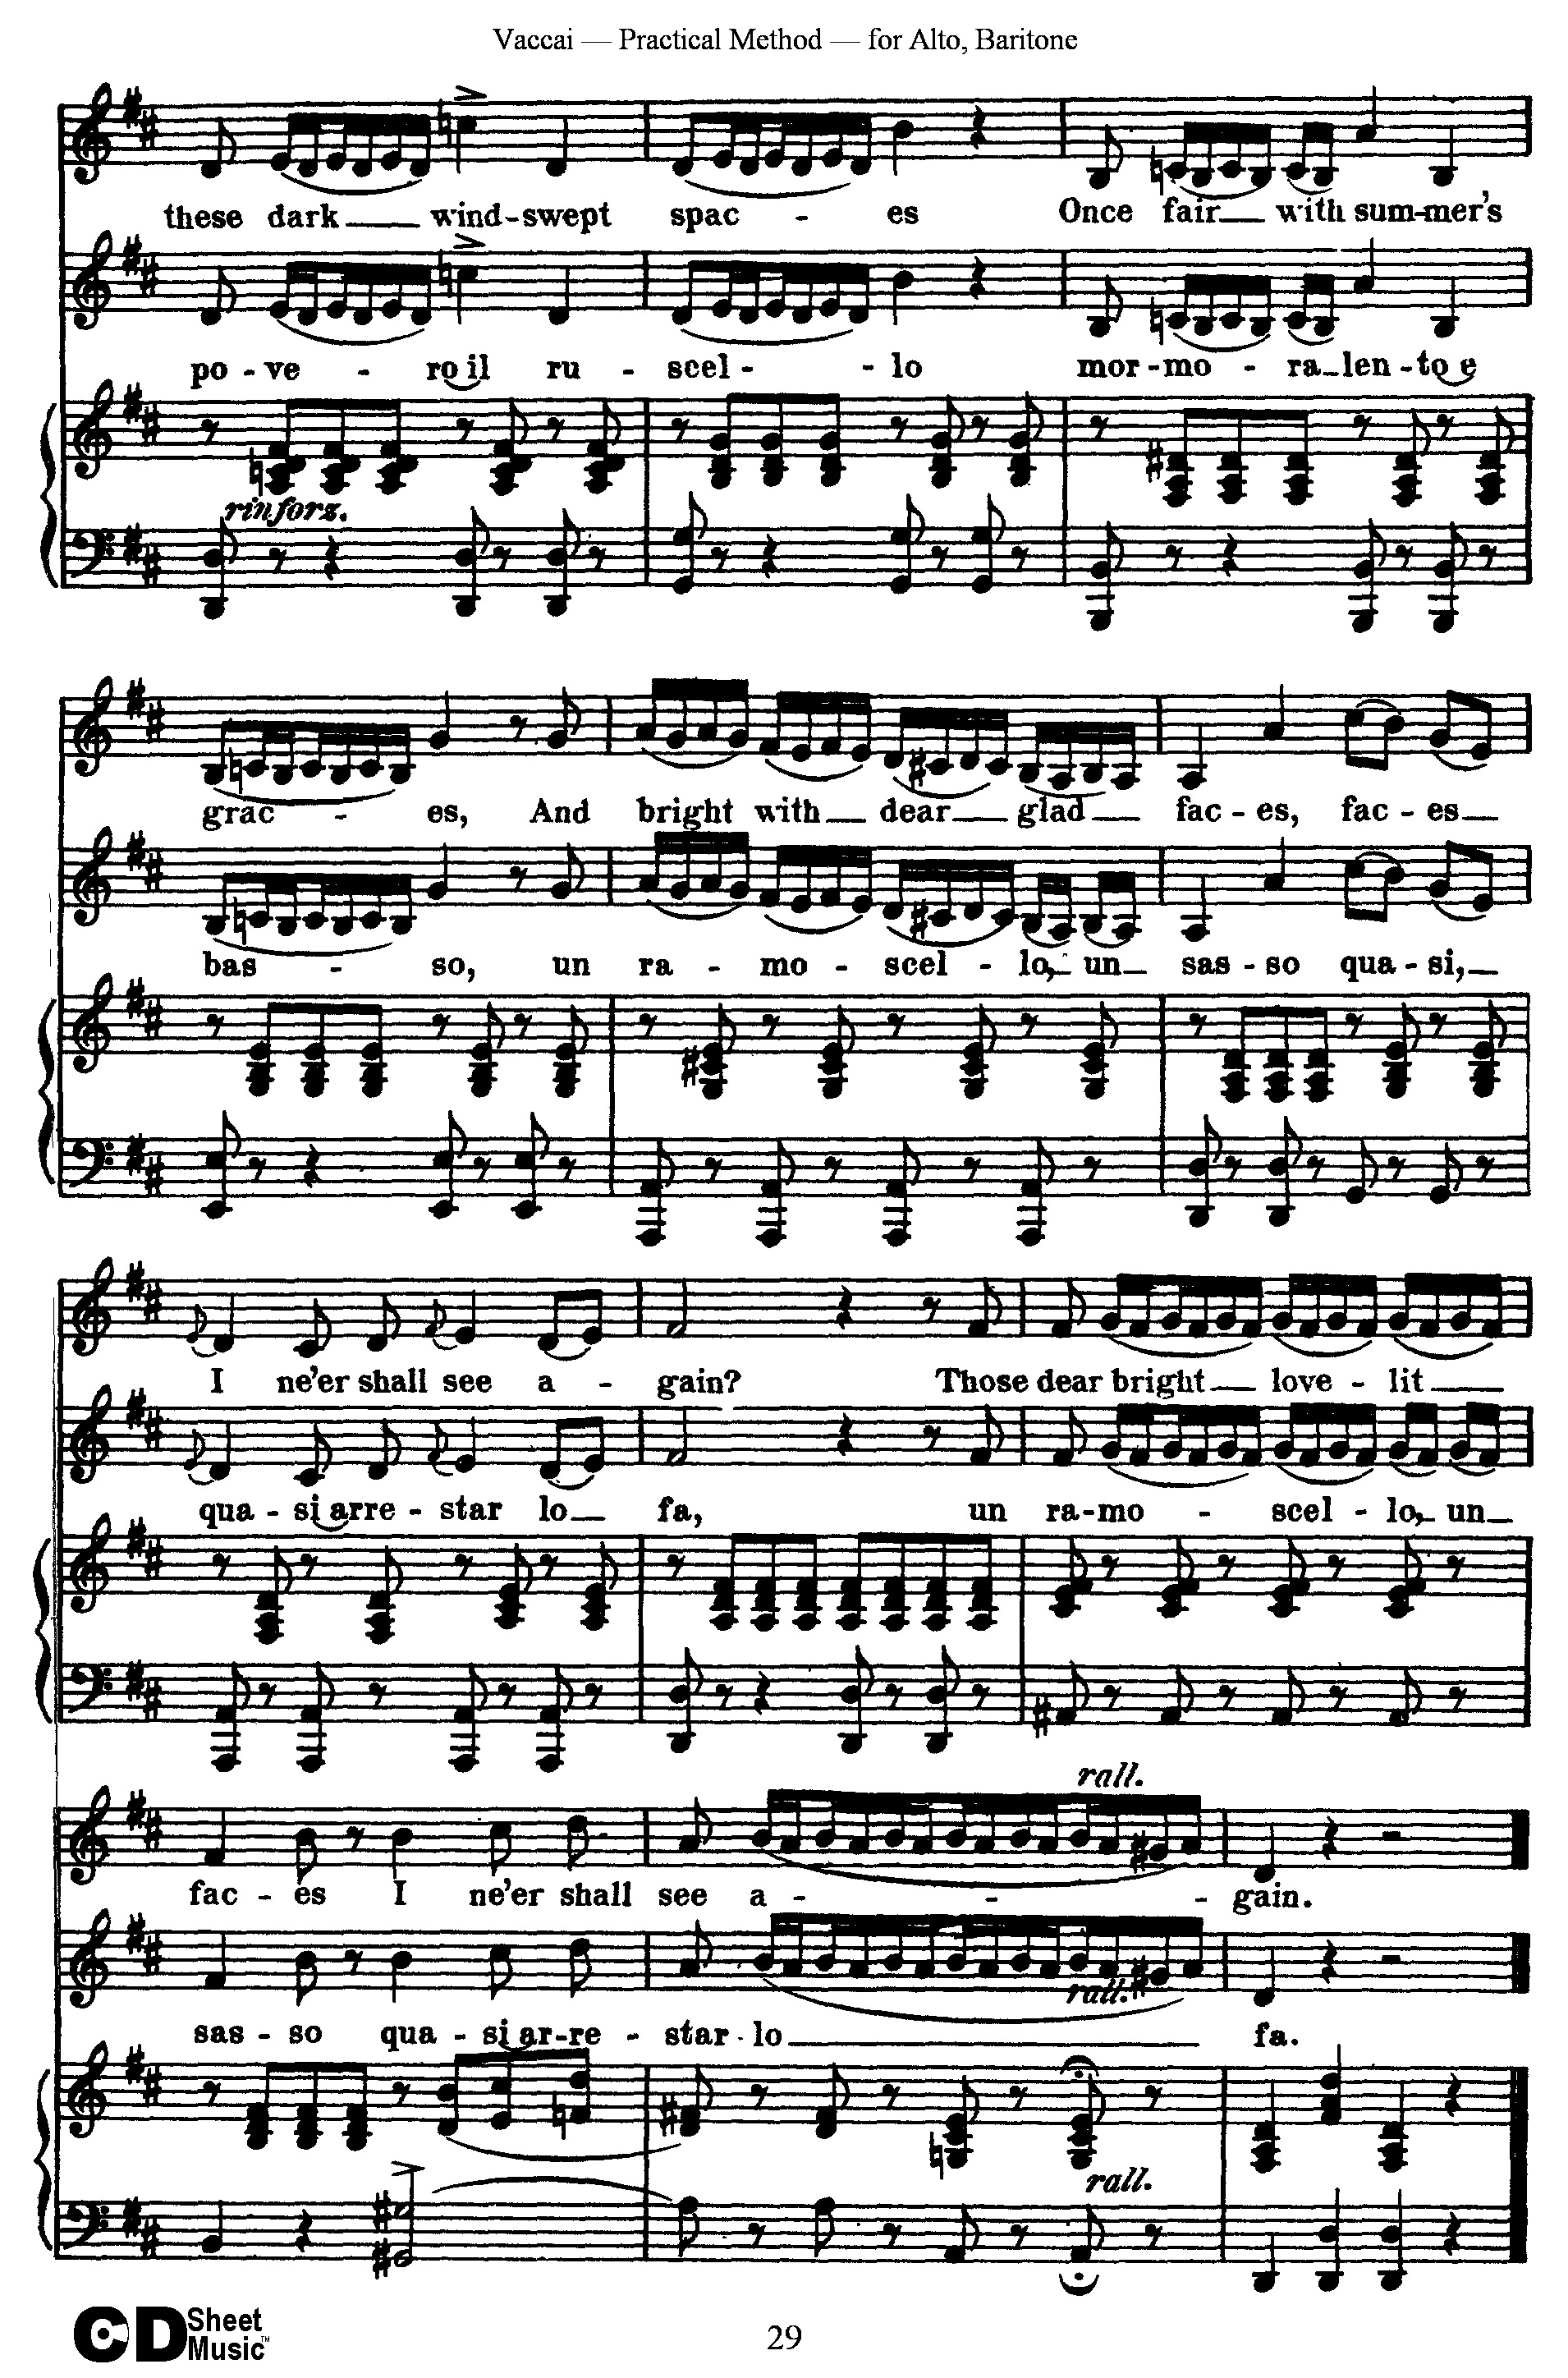 Vaccai — Practical Method — for Alto, Baritone
these dark wind-swept spac - es Once fair with sum-mer's
po - ve - ro il ru - scel - lo mor - mo - ra len - to e
rinforz.
grac - es, And bright with dear glad fac - es, fac - es
bas - so, un ra - mo - scel - lo, un sas - so qua - si,
I ne'er shall see a - gain? Those dear bright love - lit
qua - si arre - star lo fa, un ra - mo - scel - lo, un
rall.
fac - es I ne'er shall see a - - - gain.
rall.
sas - so qua - si ar - re - star lo fa.
rall.
CD Sheet Music™
29